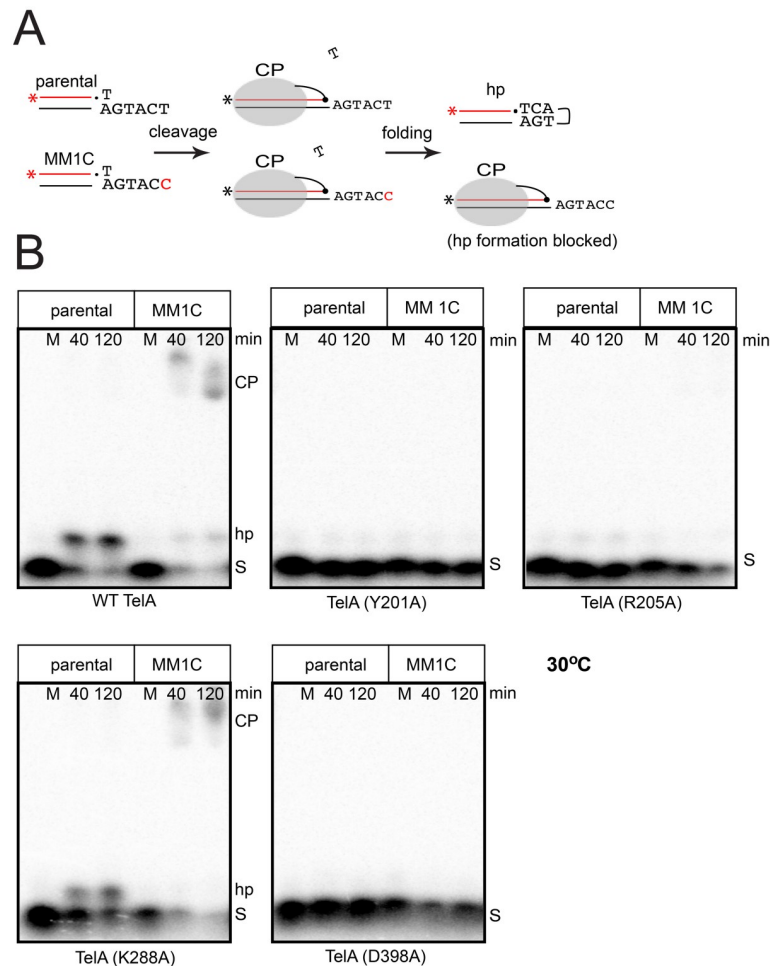 A
parental
* T
AGTACT
MM1C
* T
AGTACC
cleavage
CP T
* AGTACT
CP T
* AGTACC
folding
hp
* TCA
AGT
CP
* AGTACC
(hp formation blocked)
B
parental MM1C
M 40 120 M 40 120 min
CP
hp
S
WT TelA
parental MM 1C
M 40 120 M 40 120 min
S
TelA (Y201A)
parental MM 1C
M 40 120 M 40 120 min
S
TelA (R205A)
parental MM1C
M 40 120 M 40 120 min
CP
hp
S
TelA (K288A)
parental MM1C
M 40 120 M 40 120 min
S
TelA (D398A)
30°C